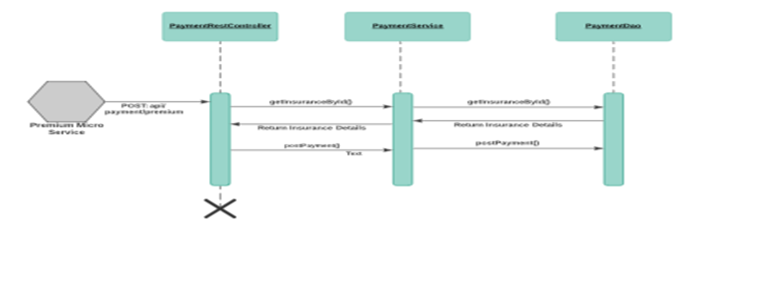 PaymentRestController
PaymentService
PaymentDao
POST: api/
payment/premium
Premium Micro
Service
getInsuranceById()
getInsuranceById()
Return Insurance Details
Return Insurance Details
postPayment()
Text
postPayment()